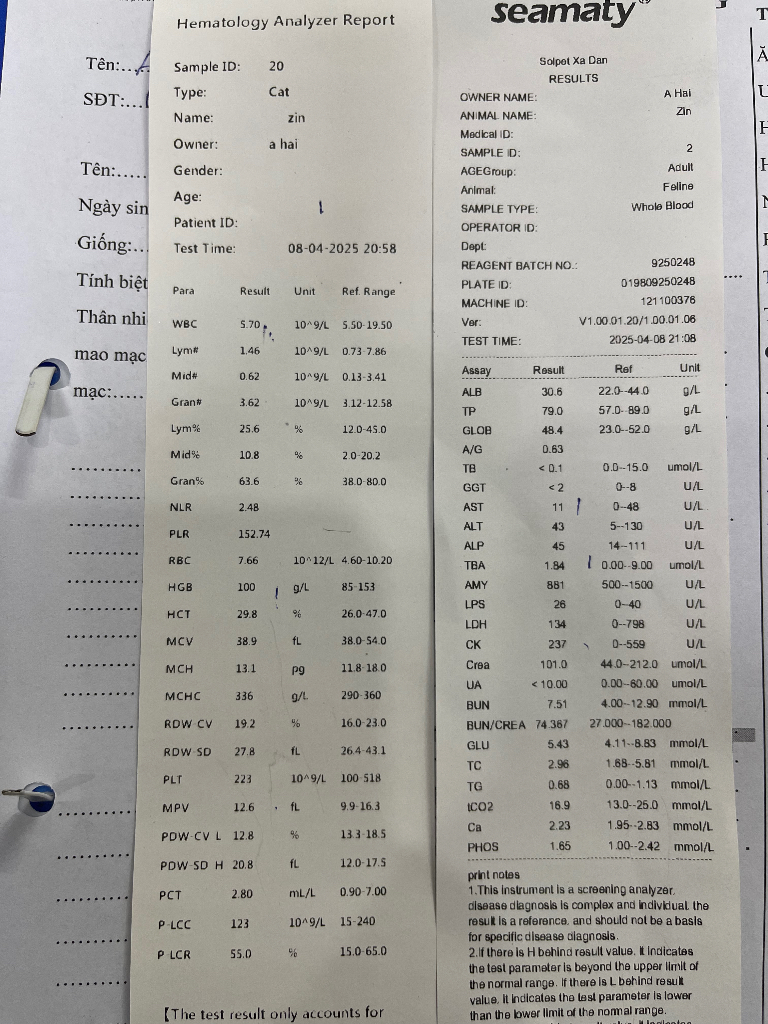 Tên:....
SĐT:....
Tên:.....
Ngày sin
Giống:...
Tính biệt
Thân nhi
mao mạc
mạc:.....
Hematology Analyzer Report
Sample ID: 20
Type: Cat
Name: zin
Owner: a hai
Gender:
Age:
Patient ID:
Test Time: 08-04-2025 20:58
Para Result Unit Ref. Range
WBC 5.70 10^9/L 5.50-19.50
Lym# 1.46 10^9/L 0.73-7.86
Mid# 0.62 10^9/L 0.13-3.41
Gran# 3.62 10^9/L 3.12-12.58
Lym% 25.6 % 12.0-45.0
Mid% 10.8 % 2.0-20.2
Gran% 63.6 % 38.0-80.0
NLR 2.48
PLR 152.74
RBC 7.66 10^12/L 4.60-10.20
HGB 100 g/L 85-153
HCT 29.8 % 26.0-47.0
MCV 38.9 fL 38.0-54.0
MCH 13.1 pg 11.8-18.0
MCHC 336 g/L 290-360
RDW-CV 19.2 % 16.0-23.0
RDW-SD 27.8 fL 26.4-43.1
PLT 223 10^9/L 100-518
MPV 12.6 fL 9.9-16.3
PDW-CV L 12.8 % 13.3-18.5
PDW-SD H 20.8 fL 12.0-17.5
PCT 2.80 mL/L 0.90-7.00
P-LCC 123 10^9/L 15-240
P-LCR 55.0 % 15.0-65.0
【The test result only accounts for
seamaty®
Solpet Xa Dan
RESULTS
OWNER NAME: A Hai
ANIMAL NAME: Zin
Medical ID:
SAMPLE ID: 2
AGEGroup: Adult
Animal: Feline
SAMPLE TYPE: Whole Blood
OPERATOR ID:
Dept:
REAGENT BATCH NO.: 9250248
PLATE ID: 019809250248
MACHINE ID: 121100376
Ver: V1.00.01.20/1.00.01.06
TEST TIME: 2025-04-08 21:08
Assay Result Ref Unit
ALB 30.6 22.0--44.0 g/L
TP 79.0 57.0--89.0 g/L
GLOB 48.4 23.0--52.0 g/L
A/G 0.63
TB < 0.1 0.0--15.0 umol/L
GGT < 2 0--8 U/L
AST 11 0--48 U/L
ALT 43 5--130 U/L
ALP 45 14--111 U/L
TBA 1.84 0.00--9.00 umol/L
AMY 881 500--1500 U/L
LPS 26 0--40 U/L
LDH 134 0--798 U/L
CK 237 0--559 U/L
Crea 101.0 44.0--212.0 umol/L
UA < 10.00 0.00--60.00 umol/L
BUN 7.51 4.00--12.90 mmol/L
BUN/CREA 74.367 27.000--182.000
GLU 5.43 4.11--8.83 mmol/L
TC 2.96 1.68--5.81 mmol/L
TG 0.68 0.00--1.13 mmol/L
tCO2 16.9 13.0--25.0 mmol/L
Ca 2.23 1.95--2.83 mmol/L
PHOS 1.65 1.00--2.42 mmol/L
print notes
1.This instrument is a screening analyzer,
disease diagnosis is complex and individual, the
result is a reference, and should not be a basis
for specific disease diagnosis.
2.If there is H behind result value, it indicates
the test parameter is beyond the upper limit of
the normal range. If there is L behind result
value, it indicates the test parameter is lower
than the lower limit of the normal range.